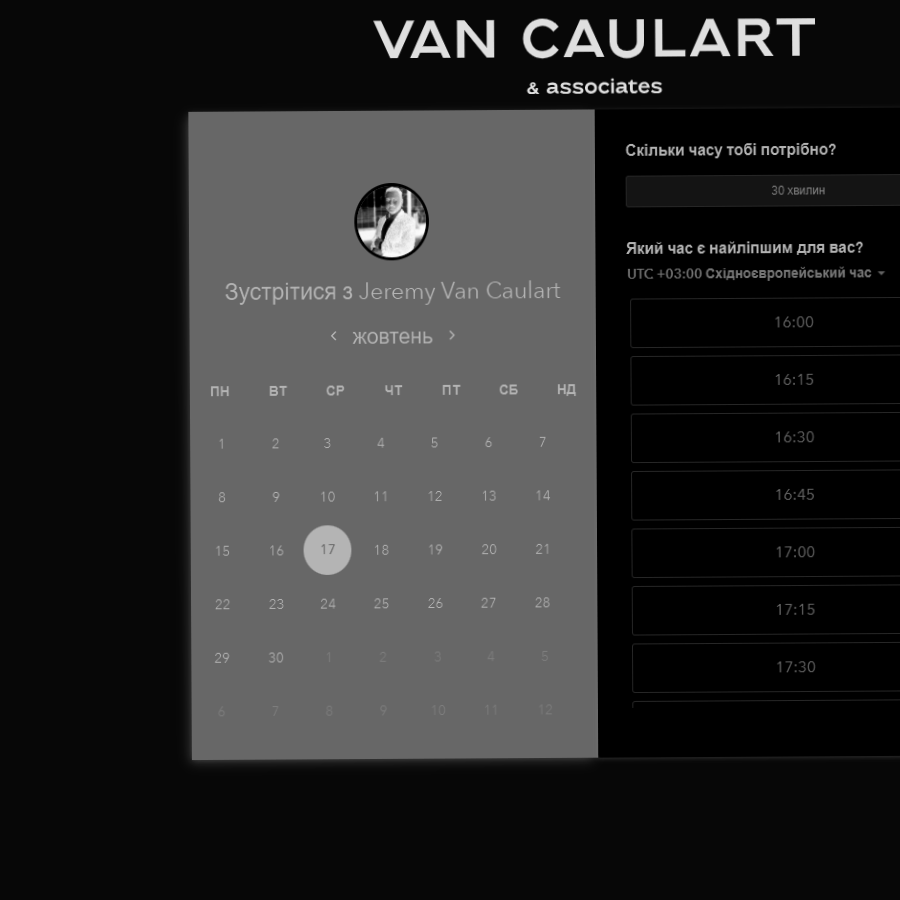 VAN CAULART
& associates
Зустрітися з Jeremy Van Caulart
жовтень
ПН ВТ СР ЧТ ПТ СБ НД
1 2 3 4 5 6 7
8 9 10 11 12 13 14
15 16 17 18 19 20 21
22 23 24 25 26 27 28
29 30 1 2 3 4 5
6 7 8 9 10 11 12
Скільки часу тобі потрібно?
30 хвилин
Який час є найліпшим для вас?
UTC +03:00 Східноєвропейський час
16:00
16:15
16:30
16:45
17:00
17:15
17:30